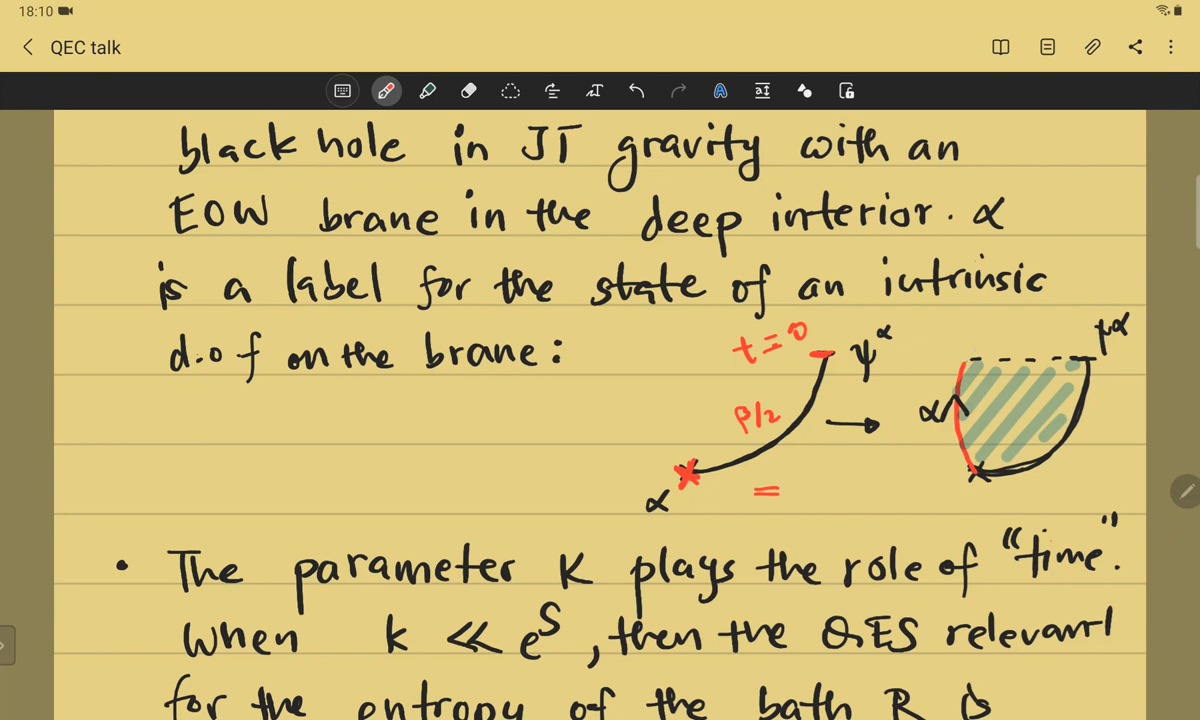 18:10
QEC talk
black hole in JT gravity with an
EOW brane in the deep interior. α
is a label for the state of an intrinsic
d.o f on the brane:
t=0 ψ^α ψ^α
β/2 α
α =
• The parameter K plays the role of "time".
When k << e^S, then the QES relevant
for the entropy of the bath R is